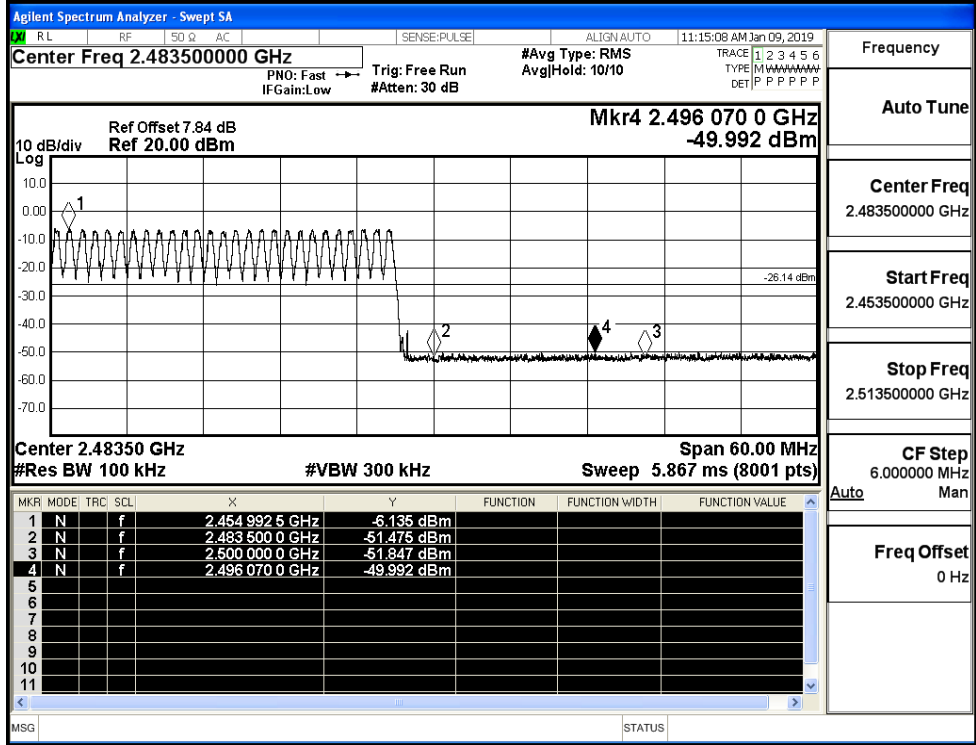 Agilent Spectrum Analyzer - Swept SA
LXI RL RF 50 Ω AC SENSE:PULSE ALIGN AUTO 11:15:08 AM Jan 09, 2019
Center Freq 2.483500000 GHz
PNO: Fast
IFGain:Low
Trig: Free Run
#Atten: 30 dB
#Avg Type: RMS
Avg|Hold: 10/10
TRACE 1 2 3 4 5 6
TYPE M W W W W W
DET P P P P P P
Ref Offset 7.84 dB
10 dB/div Ref 20.00 dBm
Log
Mkr4 2.496 070 0 GHz
-49.992 dBm
10.0
0.00
-10.0
-20.0
-30.0
-40.0
-50.0
-60.0
-70.0
1
2
4
3
-26.14 dBm
Center 2.48350 GHz Span 60.00 MHz
#Res BW 100 kHz #VBW 300 kHz Sweep 5.867 ms (8001 pts)
MKR MODE TRC SCL X Y FUNCTION FUNCTION WIDTH FUNCTION VALUE
1 N f 2.454 992 5 GHz -6.135 dBm
2 N f 2.483 500 0 GHz -51.475 dBm
3 N f 2.500 000 0 GHz -51.847 dBm
4 N f 2.496 070 0 GHz -49.992 dBm
5
6
7
8
9
10
11
MSG STATUS
Frequency
Auto Tune
Center Freq
2.483500000 GHz
Start Freq
2.453500000 GHz
Stop Freq
2.513500000 GHz
CF Step
6.000000 MHz
Auto Man
Freq Offset
0 Hz